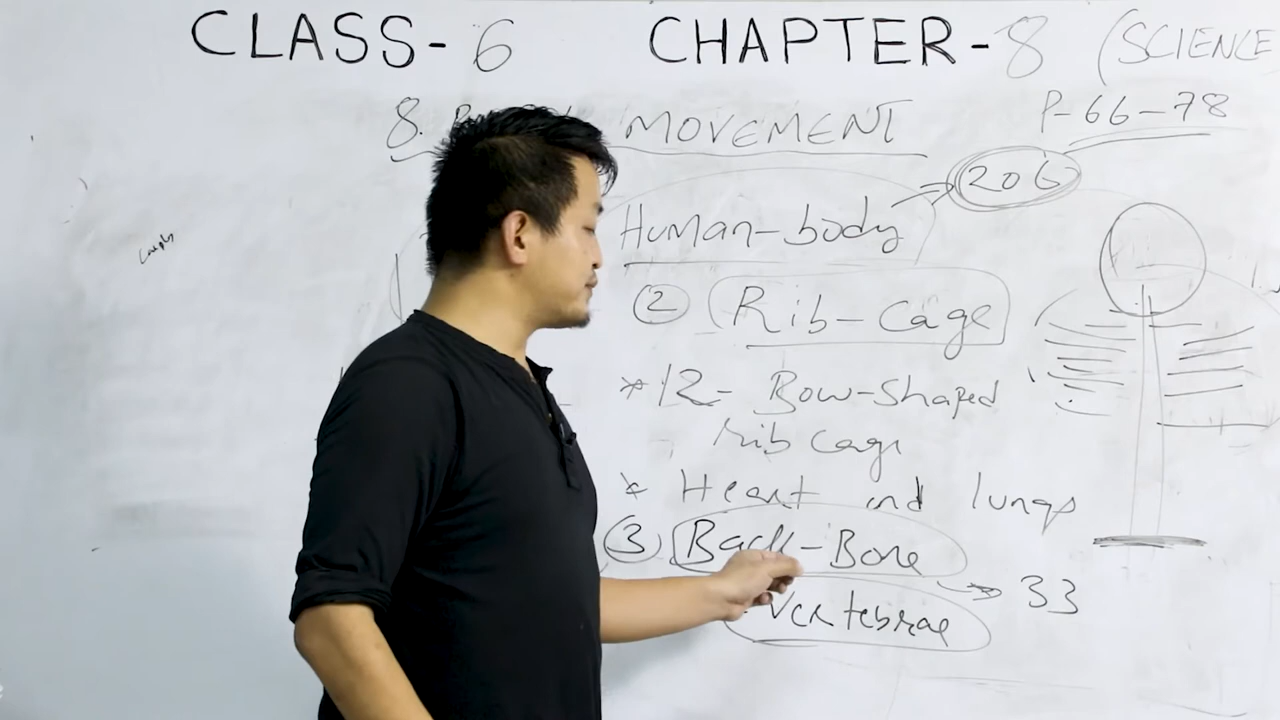 CLASS-6 CHAPTER-8 (SCIENCE
8. MOVEMENT
P-66-78
Human-body => 206
② Rib-cage
* 12- Bow-shaped
rib cage
* Heart and lungs
③ Back-Bone → 33
Vertebrae